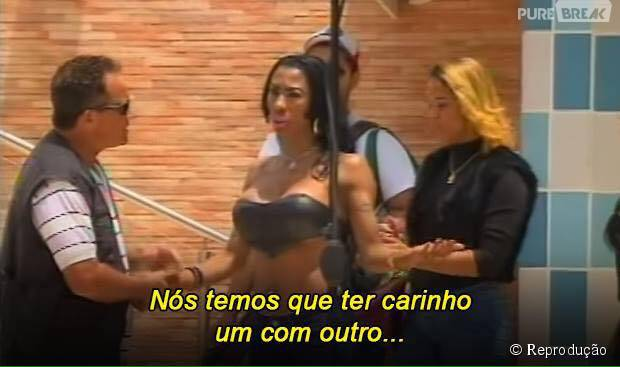 PUREBREAK
Nós temos que ter carinho
um com outro...
© Reprodução